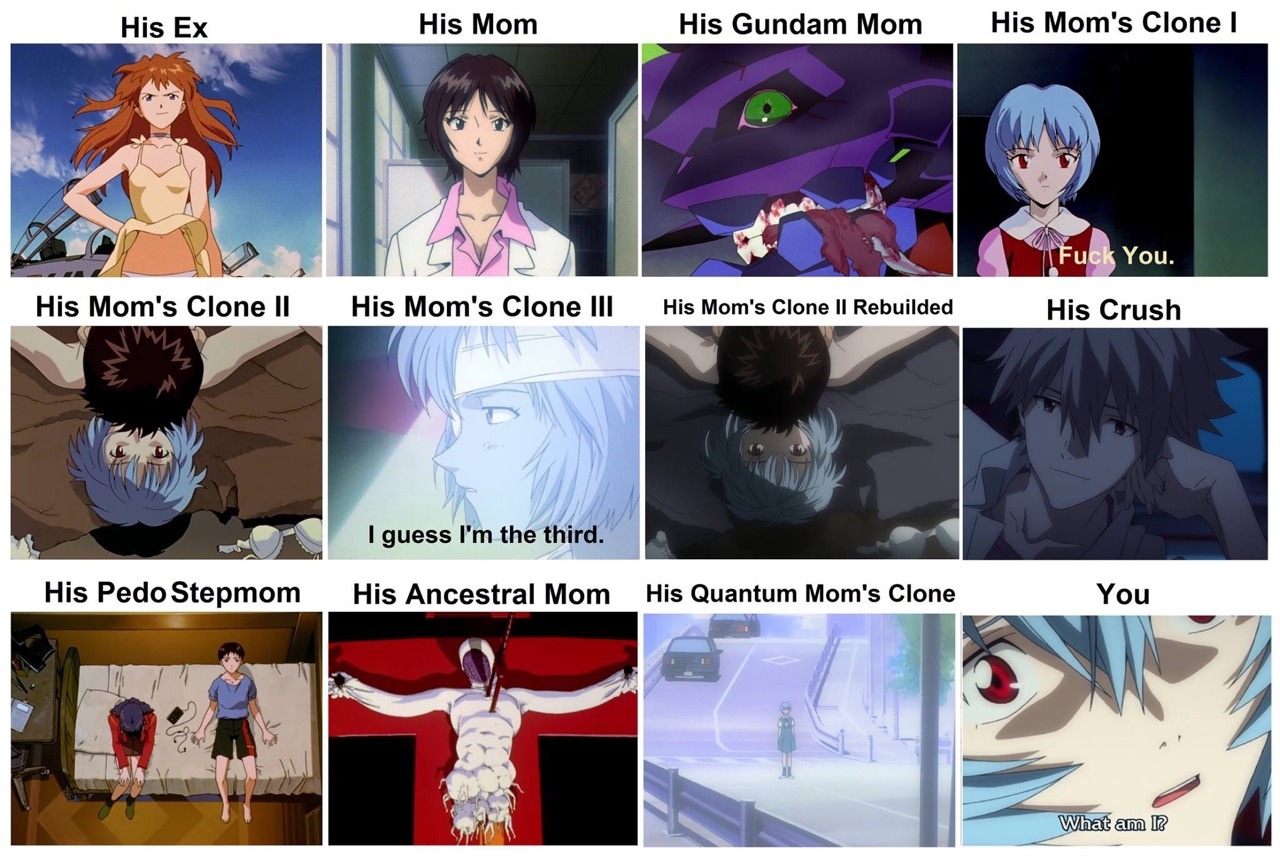 His Ex
His Mom
His Gundam Mom
His Mom's Clone I
Fuck You.
His Mom's Clone II
His Mom's Clone III
His Mom's Clone II Rebuilded
His Crush
I guess I'm the third.
His Pedo Stepmom
His Ancestral Mom
His Quantum Mom's Clone
You
What am I?